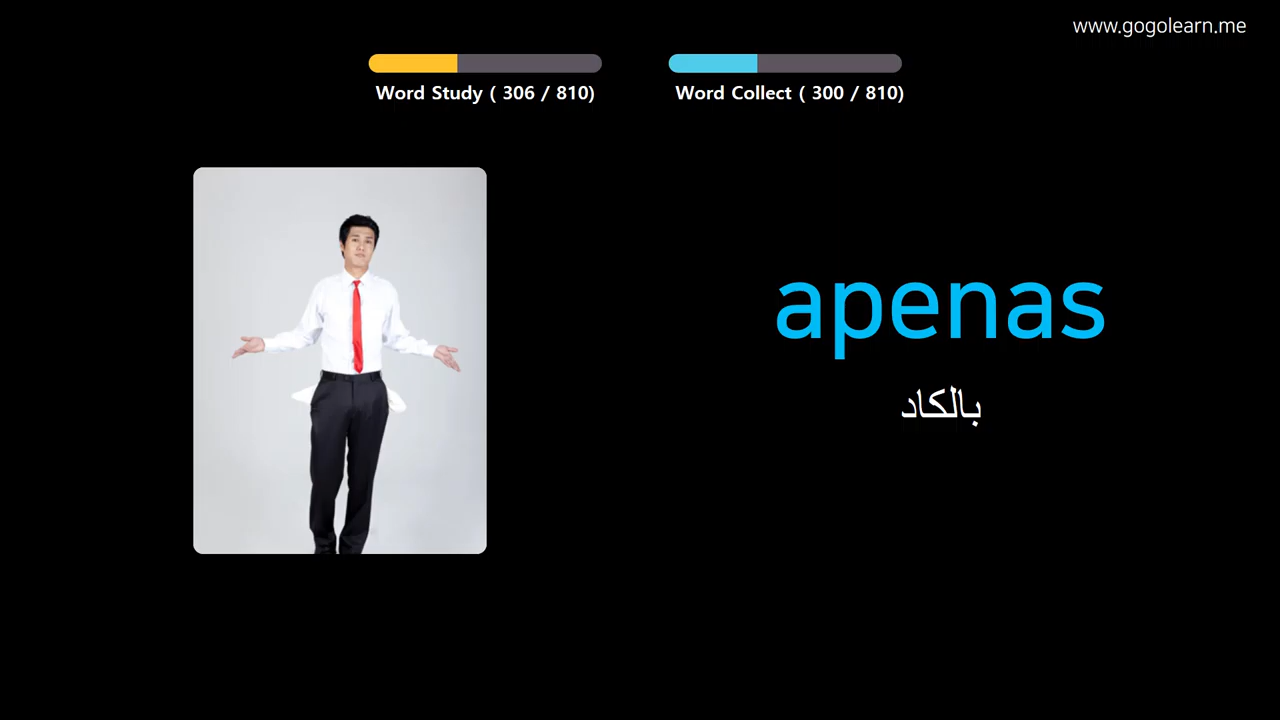 www.gogolearn.me
Word Study ( 306 / 810)
Word Collect ( 300 / 810)
apenas
بالكاد